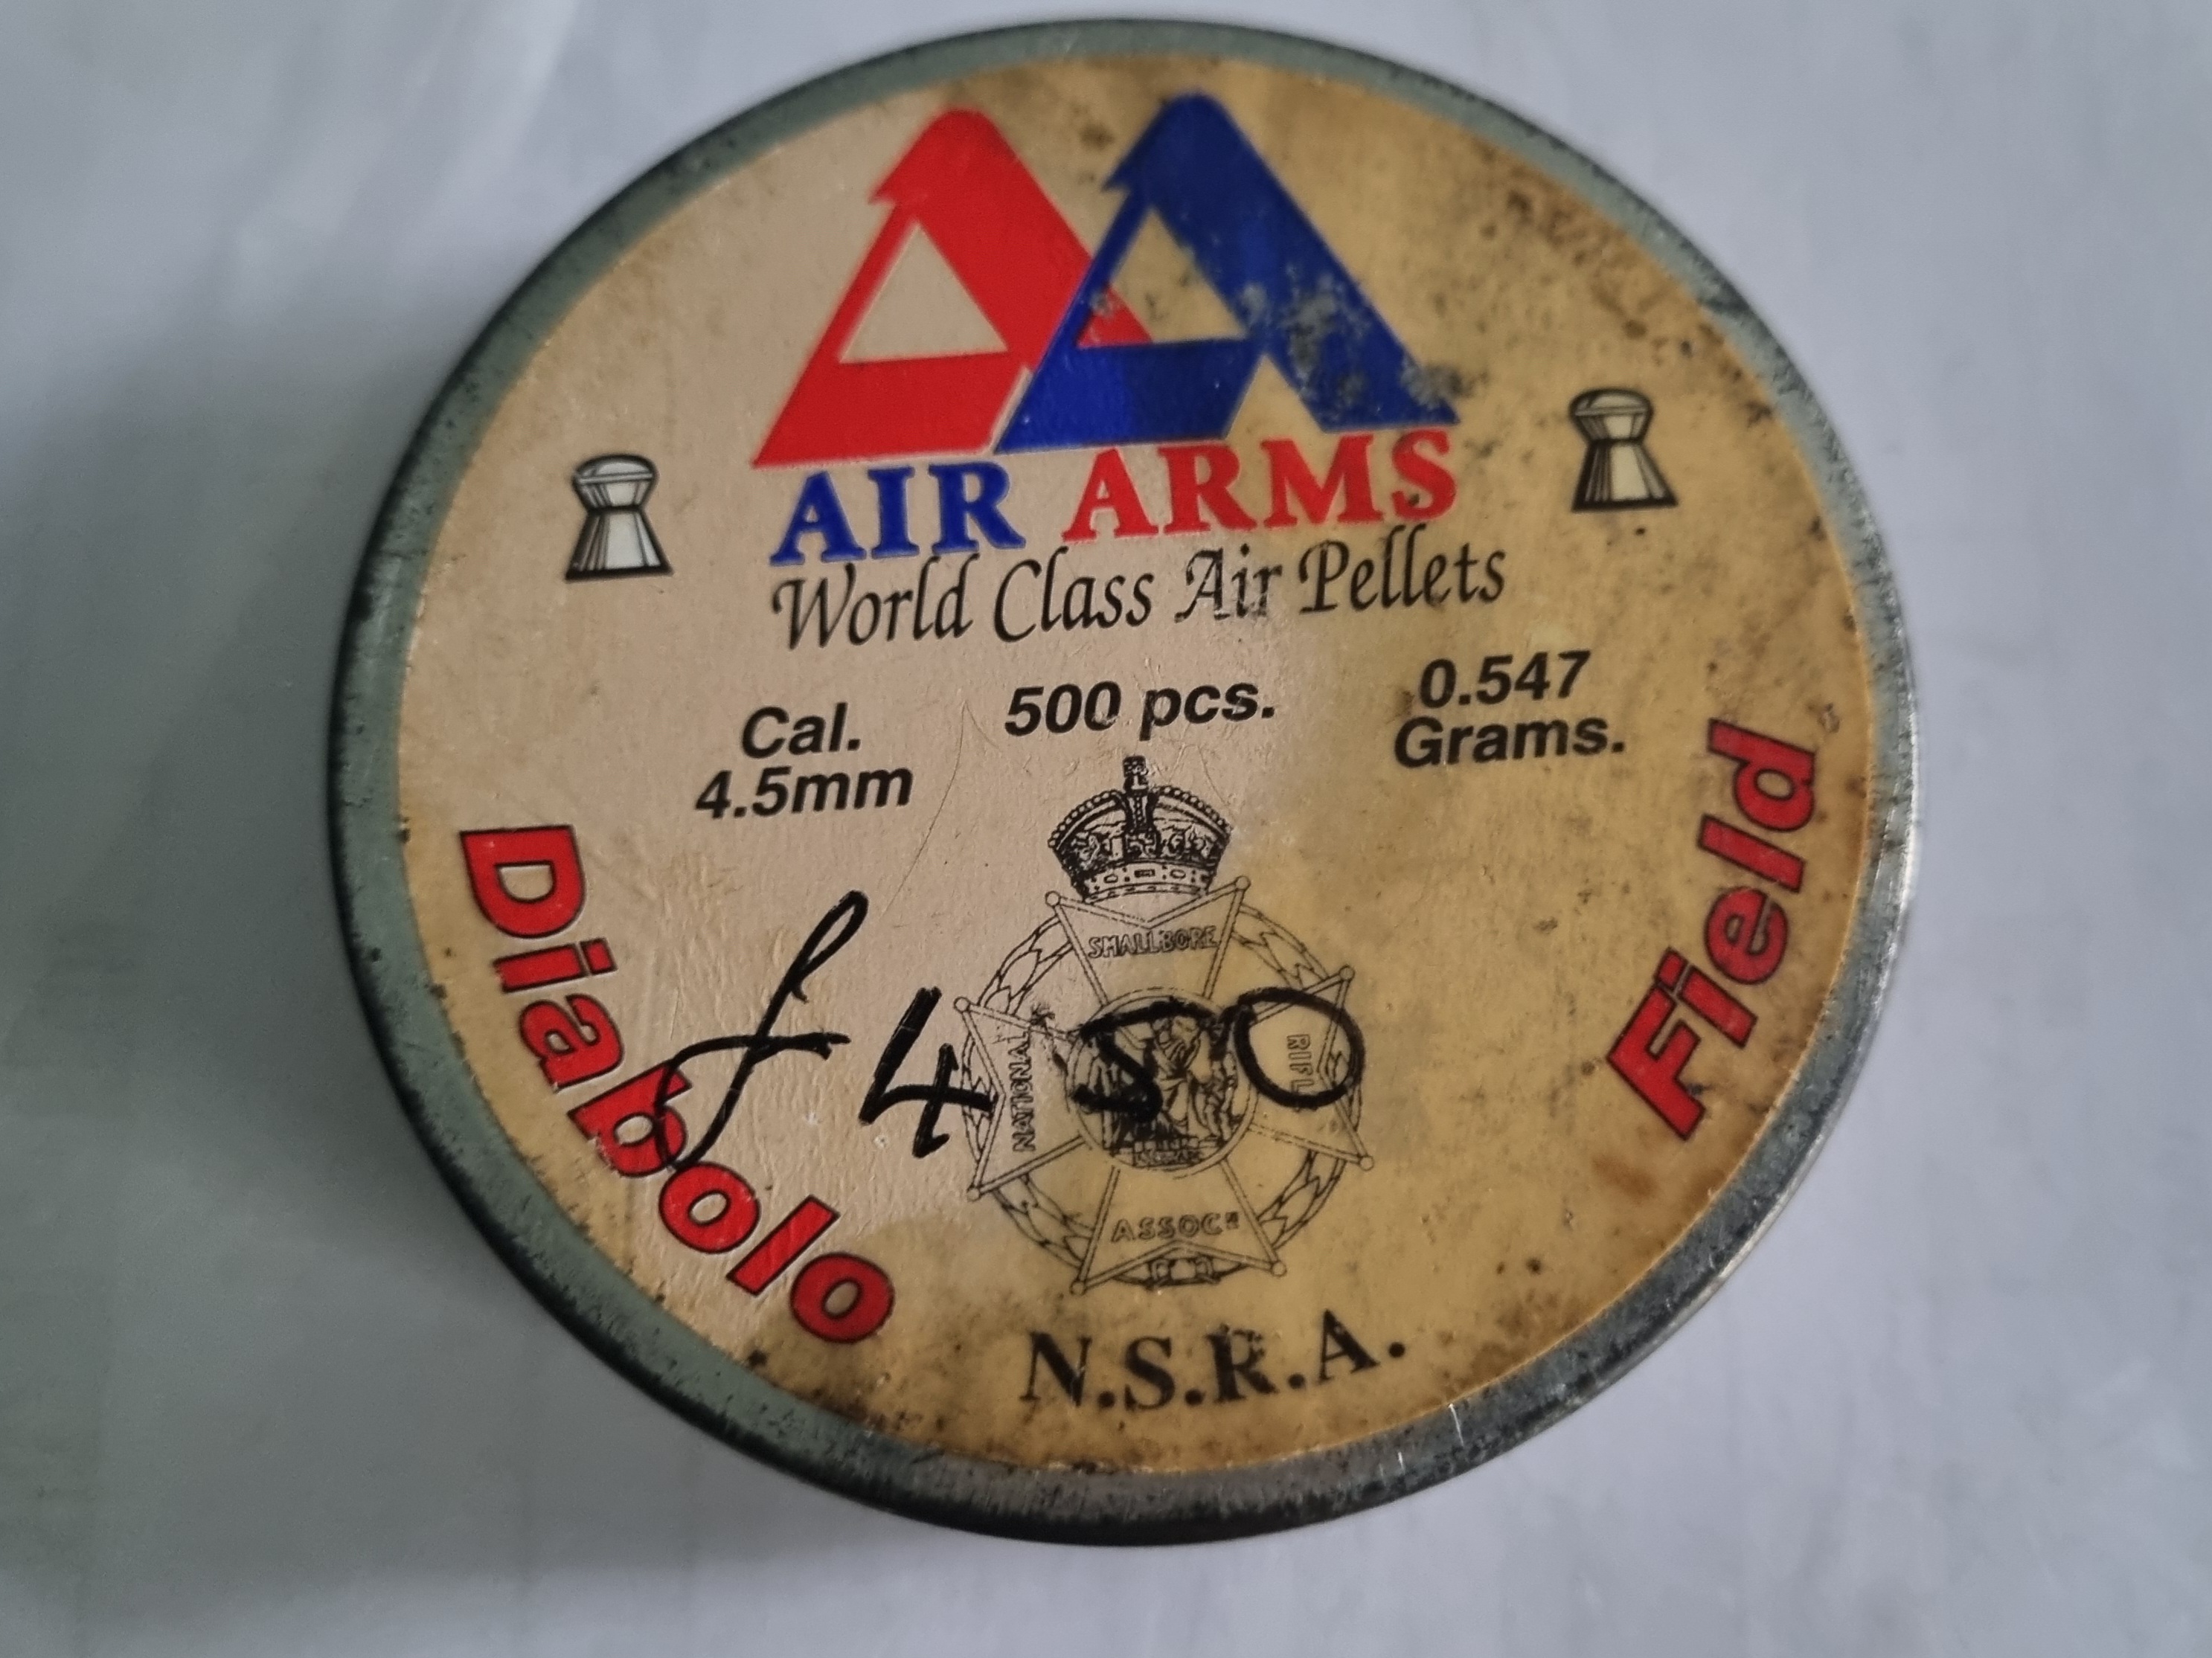 AIR ARMS
World Class Air Pellets
Cal.
4.5mm
500 pcs.
0.547
Grams.
Diabolo
Field
£4 50
SMALLBORE
NATIONAL
RIFL
ASSOCN
N.S.R.A.